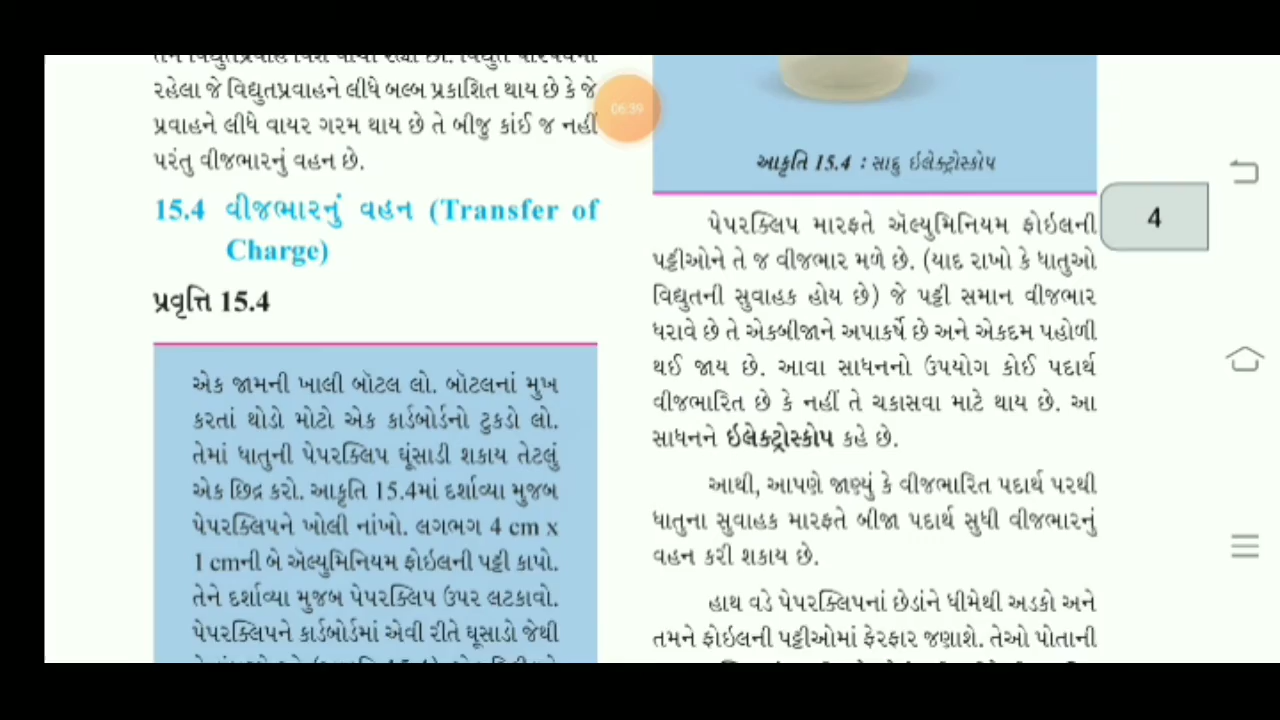 રહેલા જે વિદ્યુતપ્રવાહને લીધે બલ્બ પ્રકાશિત થાય છે કે જે
પ્રવાહને લીધે વાયર ગરમ થાય છે તે બીજુ કાંઈ જ નહીં
પરંતુ વીજભારનું વહન છે.
15.4 વીજભારનું વહન (Transfer of
Charge)
પ્રવૃત્તિ 15.4
એક જામની ખાલી બૉટલ લો. બૉટલનાં મુખ
કરતાં થોડો મોટો એક કાર્ડબોર્ડનો ટુકડો લો.
તેમાં ધાતુની પેપરક્લિપ ઘૂંસાડી શકાય તેટલું
એક છિદ્ર કરો. આકૃતિ 15.4માં દર્શાવ્યા મુજબ
પેપરક્લિપને ખોલી નાંખો. લગભગ 4 cm x
1 cmની બે ઍલ્યુમિનિયમ ફોઇલની પટ્ટી કાપો.
તેને દર્શાવ્યા મુજબ પેપરક્લિપ ઉપર લટકાવો.
પેપરક્લિપને કાર્ડબોર્ડમાં એવી રીતે ઘૂસાડો જેથી
06:39
આકૃતિ 15.4 : સાદુ ઇલેક્ટ્રોસ્કોપ
પેપરક્લિપ મારફતે ઍલ્યુમિનિયમ ફોઇલની
પટ્ટીઓને તે જ વીજભાર મળે છે. (યાદ રાખો કે ધાતુઓ
વિદ્યુતની સુવાહક હોય છે) જે પટ્ટી સમાન વીજભાર
ધરાવે છે તે એકબીજાને અપાકર્ષે છે અને એકદમ પહોળી
થઈ જાય છે. આવા સાધનનો ઉપયોગ કોઈ પદાર્થ
વીજભારિત છે કે નહીં તે ચકાસવા માટે થાય છે. આ
સાધનને ઇલેક્ટ્રોસ્કોપ કહે છે.
આથી, આપણે જાણ્યું કે વીજભારિત પદાર્થ પરથી
ધાતુના સુવાહક મારફતે બીજા પદાર્થ સુધી વીજભારનું
વહન કરી શકાય છે.
હાથ વડે પેપરક્લિપનાં છેડાંને ધીમેથી અડકો અને
તમને ફોઇલની પટ્ટીઓમાં ફેરફાર જણાશે. તેઓ પોતાની
4